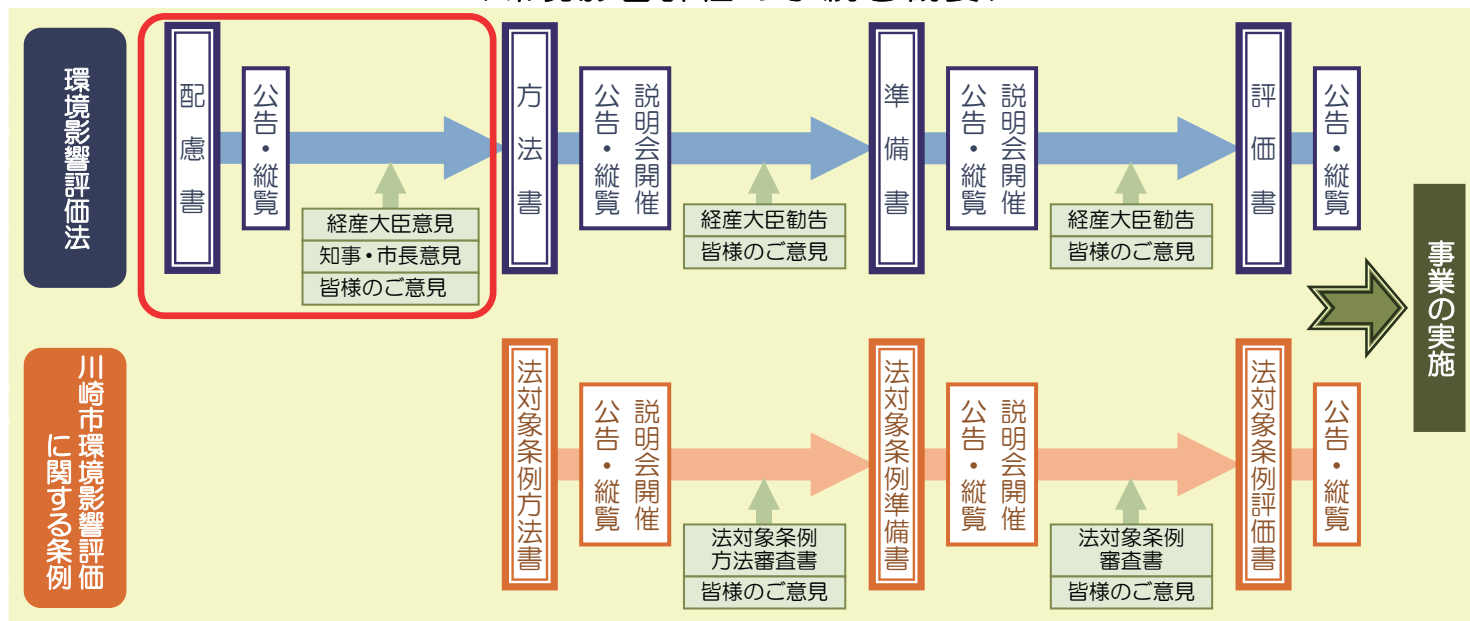 環境影響評価法
配慮書
公告・縦覧
経産大臣意見
知事・市長意見
皆様のご意見
方法書
説明会開催
公告・縦覧
経産大臣勧告
皆様のご意見
準備書
説明会開催
公告・縦覧
経産大臣勧告
皆様のご意見
評価書
公告・縦覧
事業の実施
川崎市環境影響評価
に関する条例
法対象条例方法書
説明会開催
公告・縦覧
法対象条例
方法審査書
皆様のご意見
法対象条例準備書
説明会開催
公告・縦覧
法対象条例
審査書
皆様のご意見
法対象条例評価書
公告・縦覧